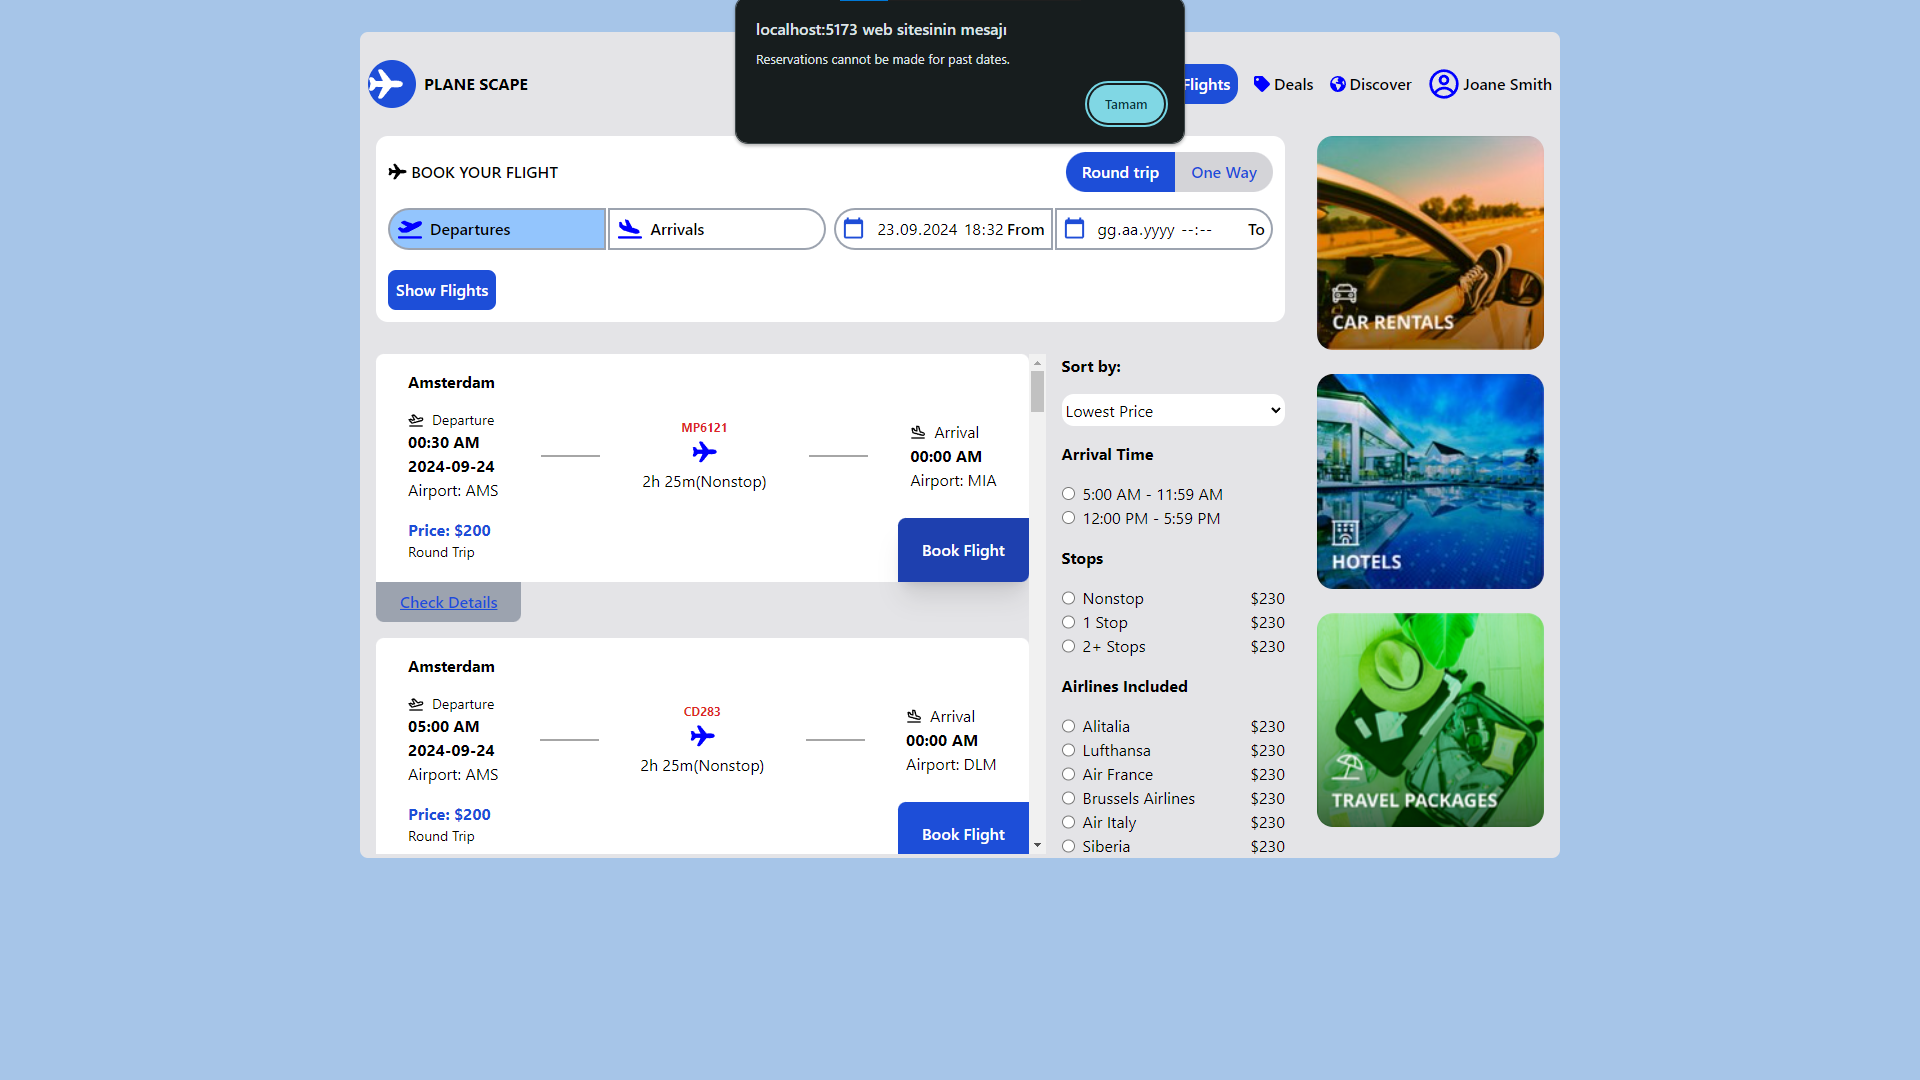 localhost:5173 web sitesinin mesajı
Reservations cannot be made for past dates.
Tamam
PLANE SCAPE
Flights
Deals
Discover
Joane Smith
BOOK YOUR FLIGHT
Round trip
One Way
Departures
Arrivals
23.09.2024 18:32 From
gg.aa.yyyy --:-- To
Show Flights
Amsterdam
Departure
00:30 AM
2024-09-24
Airport: AMS
MP6121
2h 25m(Nonstop)
Arrival
00:00 AM
Airport: MIA
Price: $200
Round Trip
Book Flight
Check Details
Amsterdam
Departure
05:00 AM
2024-09-24
Airport: AMS
CD283
2h 25m(Nonstop)
Arrival
00:00 AM
Airport: DLM
Price: $200
Round Trip
Book Flight
Sort by:
Lowest Price
Arrival Time
5:00 AM - 11:59 AM
12:00 PM - 5:59 PM
Stops
Nonstop $230
1 Stop $230
2+ Stops $230
Airlines Included
Alitalia $230
Lufthansa $230
Air France $230
Brussels Airlines $230
Air Italy $230
Siberia $230
CAR RENTALS
HOTELS
TRAVEL PACKAGES